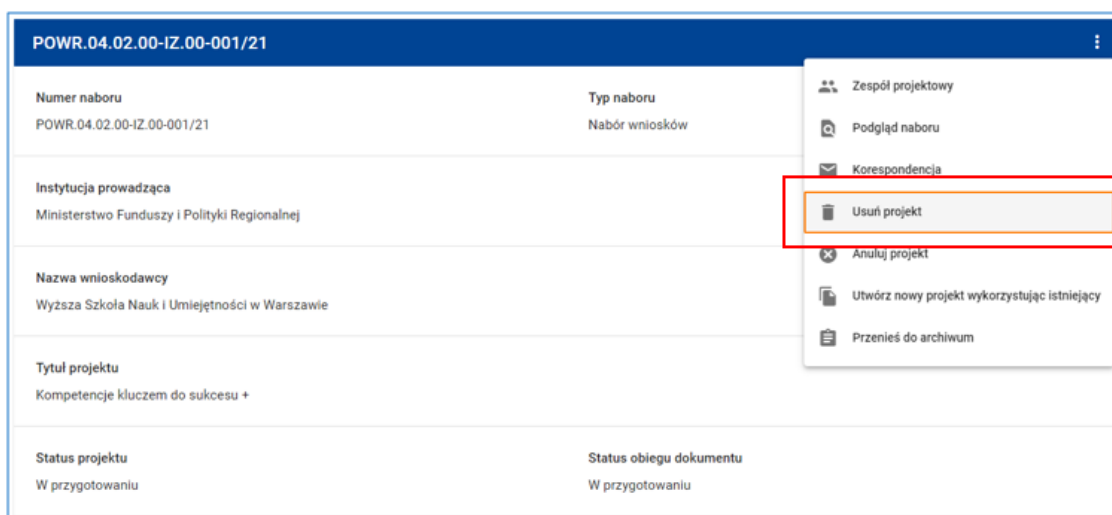 POWR.04.02.00-IZ.00-001/21
Numer naboru
Typ naboru
POWR.04.02.00-IZ.00-001/21
Nabór wniosków
Instytucja prowadząca
Ministerstwo Funduszy i Polityki Regionalnej
Nazwa wnioskodawcy
Wyższa Szkoła Nauk i Umiejętności w Warszawie
Tytuł projektu
Kompetencje kluczem do sukcesu +
Status projektu
Status obiegu dokumentu
W przygotowaniu
W przygotowaniu
Zespół projektowy
Podgląd naboru
Korespondencja
Usuń projekt
Anuluj projekt
Utwórz nowy projekt wykorzystując istniejący
Przenieś do archiwum